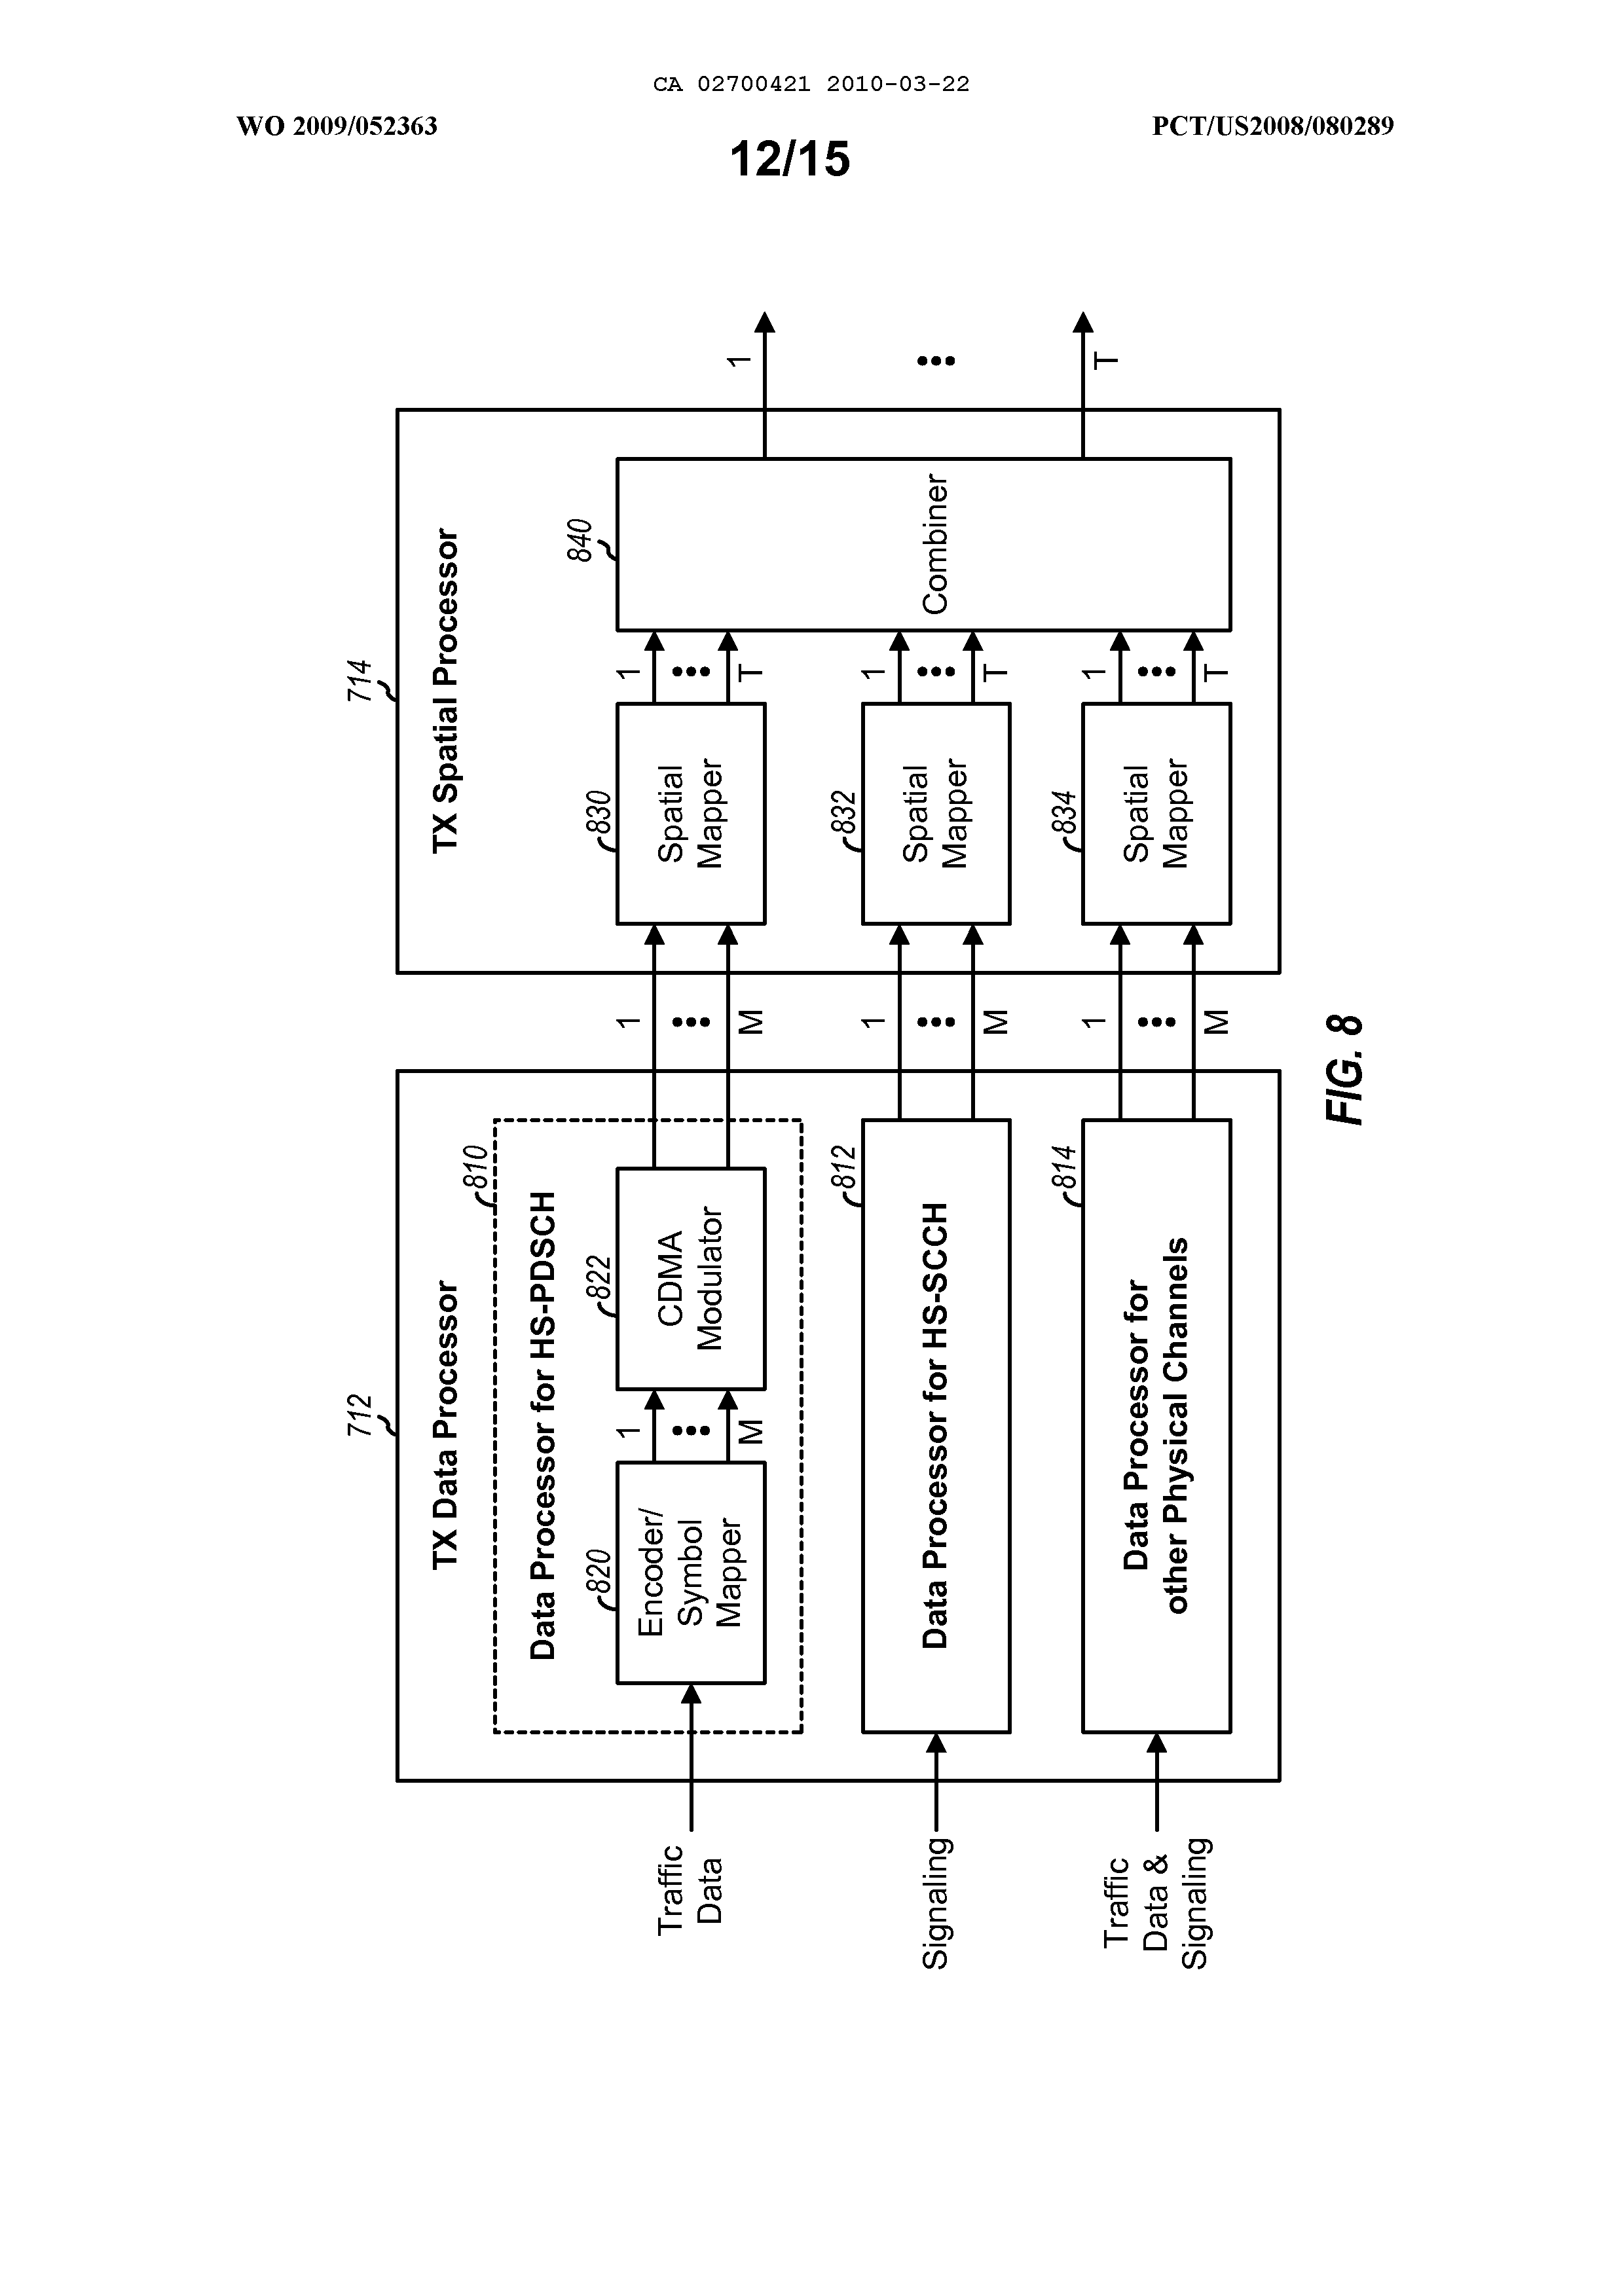 CA 02700421 2010-03-22
WO 2009/052363
PCT/US2008/080289
12/15
712
TX Data Processor
810
Data Processor for HS-PDSCH
Traffic
Data
820
Encoder/
Symbol
Mapper
1
•••
M
822
CDMA
Modulator
1
•••
M
Signaling
812
Data Processor for HS-SCCH
1
•••
M
Traffic
Data &
Signaling
814
Data Processor for
other Physical Channels
1
•••
M
714
TX Spatial Processor
830
Spatial
Mapper
1
•••
T
832
Spatial
Mapper
1
•••
T
834
Spatial
Mapper
1
•••
T
840
Combiner
1
•••
T
FIG. 8